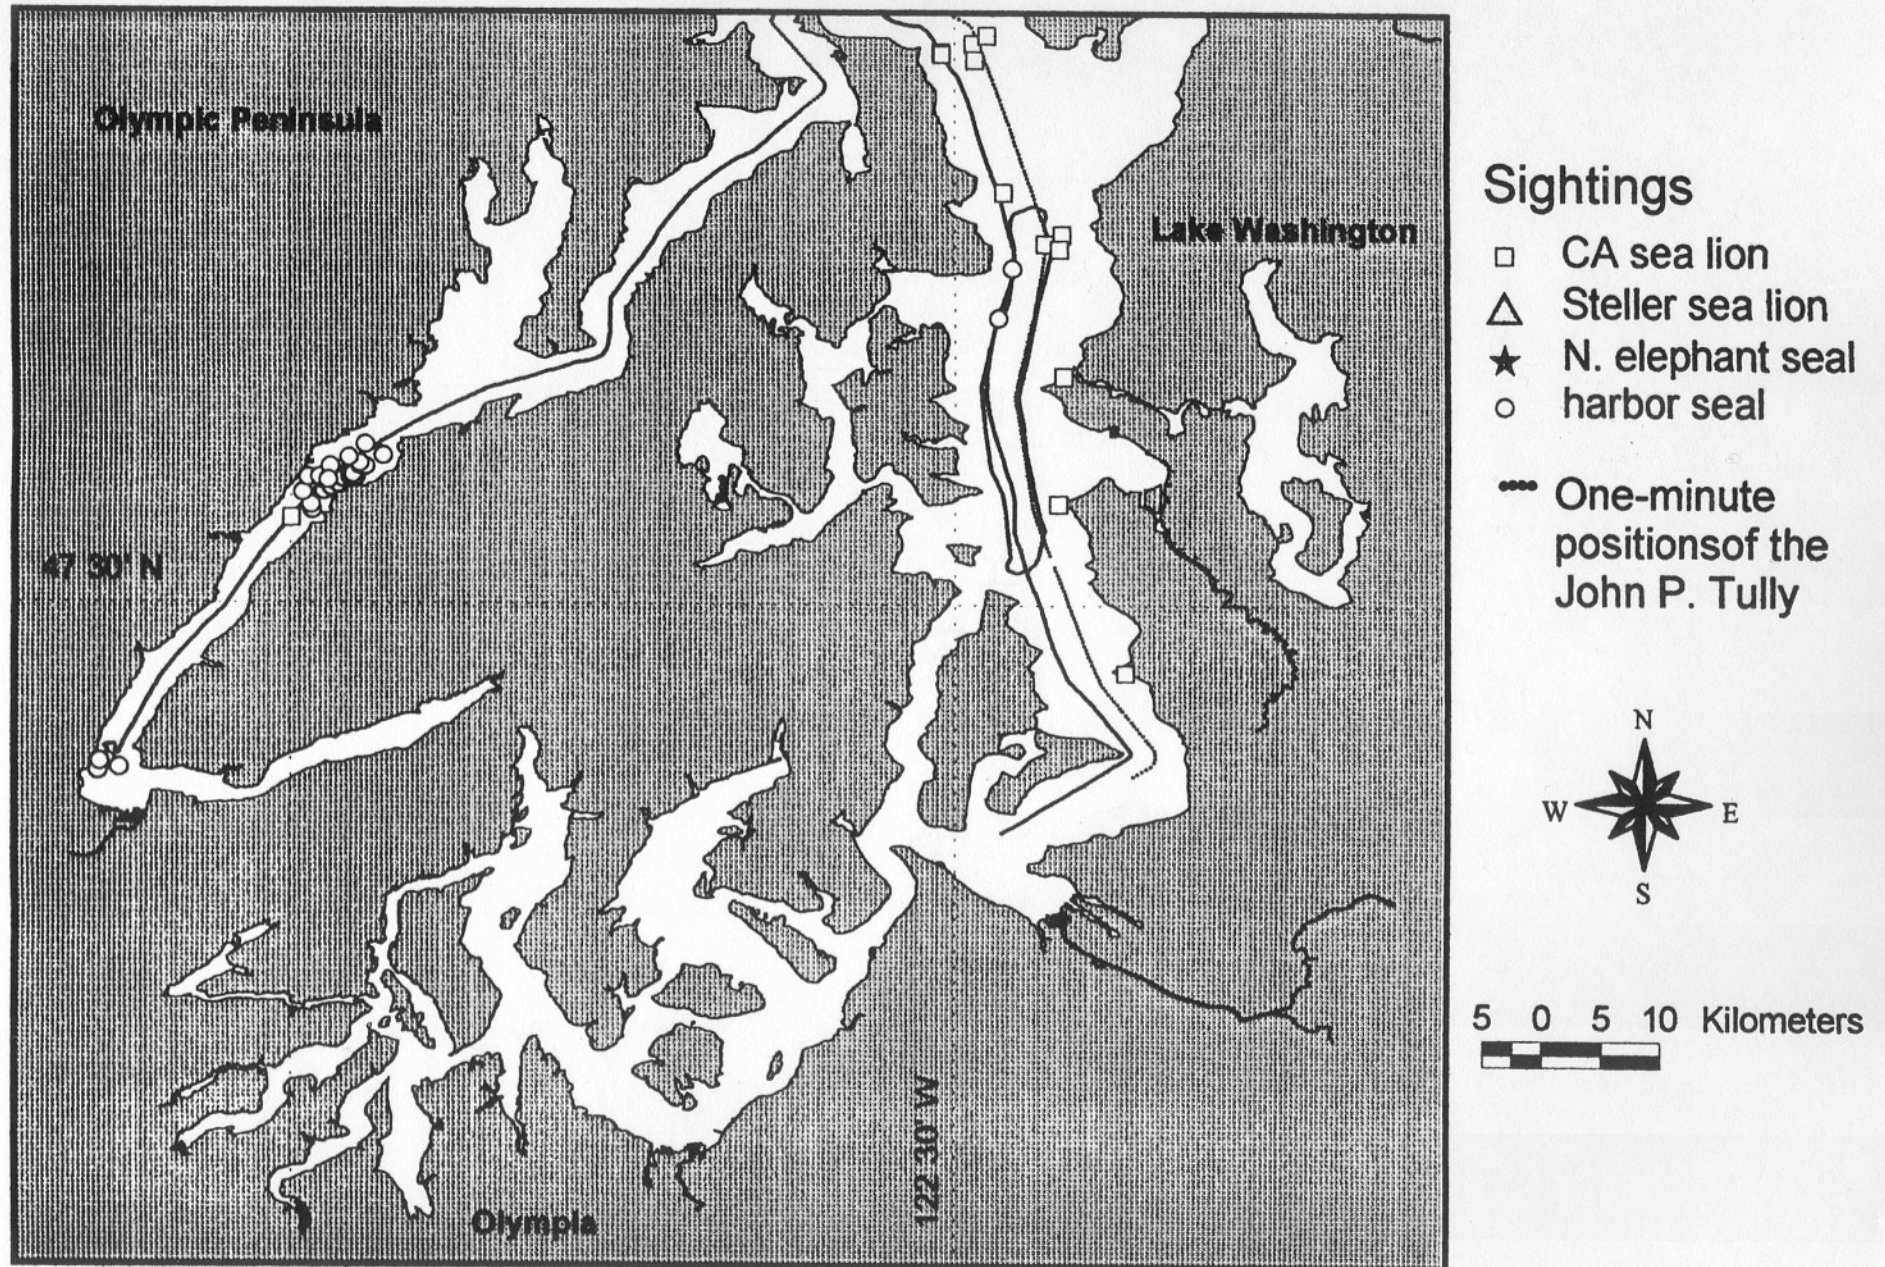 Olympic Peninsula
Lake Washington
47 30' N
122 30' W
Olympia
Sightings
CA sea lion
Steller sea lion
N. elephant seal
harbor seal
One-minute
positionsof the
John P. Tully
N
W E
S
5 0 5 10 Kilometers